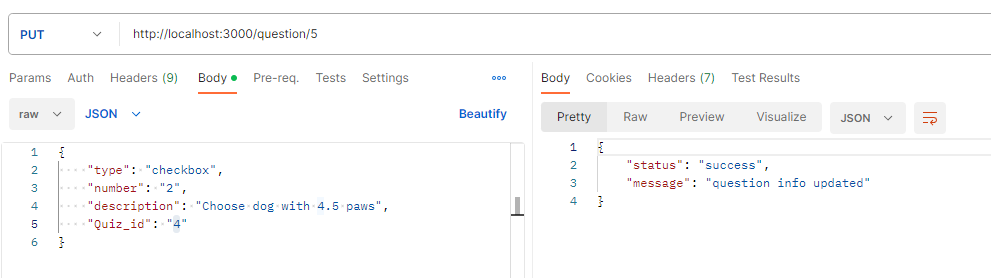 PUT http://localhost:3000/question/5
Params Auth Headers (9) Body Pre-req. Tests Settings
Body Cookies Headers (7) Test Results
raw JSON Beautify
Pretty Raw Preview Visualize JSON
1 {
2 "type": "checkbox",
3 "number": "2",
4 "description": "Choose dog with 4.5 paws",
5 "Quiz_id": "4"
6 }
1 {
2 "status": "success",
3 "message": "question info updated"
4 }